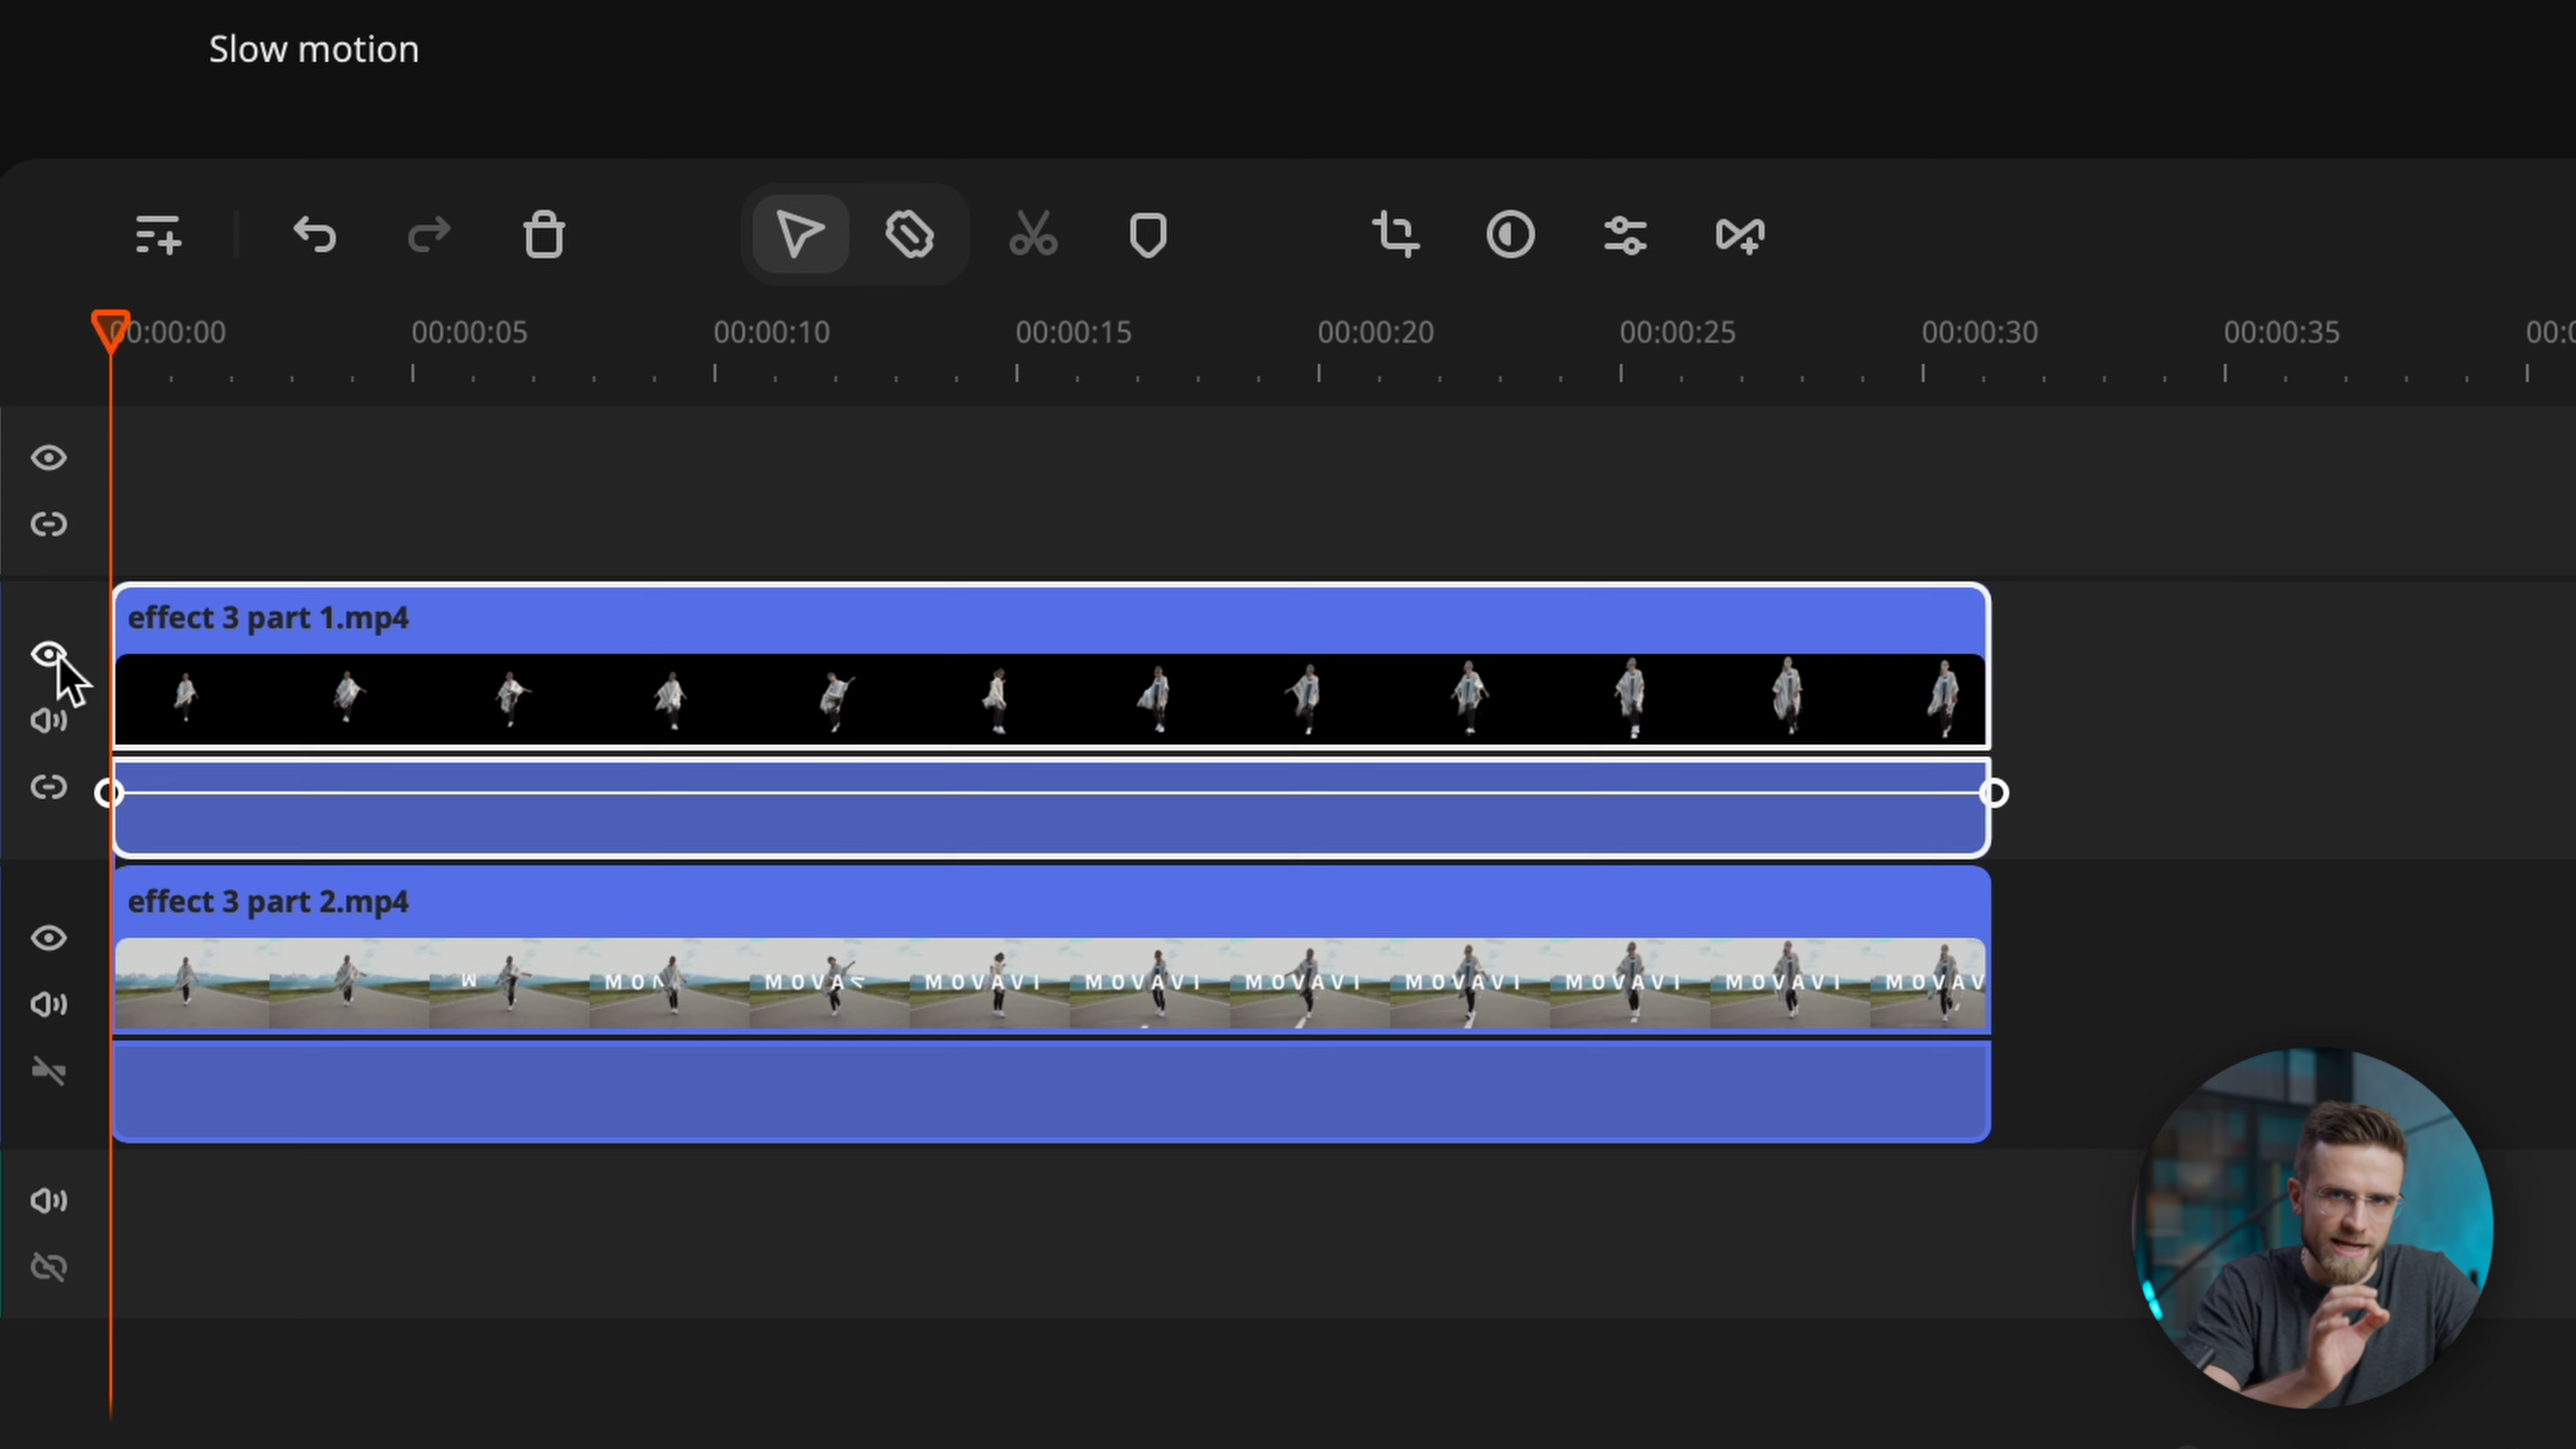 Slow motion
00:00:00 00:00:05 00:00:10 00:00:15 00:00:20 00:00:25 00:00:30 00:00:35
effect 3 part 1.mp4
effect 3 part 2.mp4
MOVAVI MOVAVI MOVAVI MOVAVI MOVAVI MOVAVI MOVAV